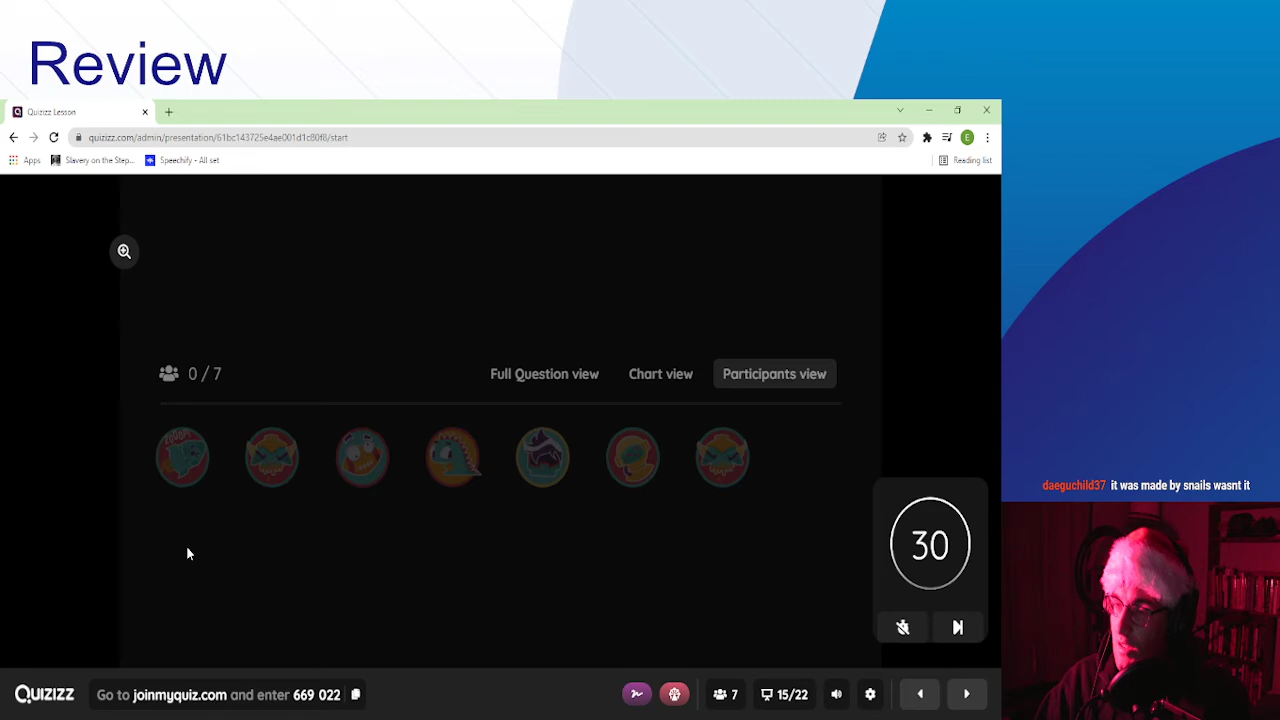 Review
Quizizz Lesson
quizizz.com/admin/presentation/61bc143725e4ae001d1c80f8/start
Apps Slavery on the Step... Speechify - All set Reading list
0 / 7 Full Question view Chart view Participants view
30
daeguchild37 it was made by snails wasnt it
QUIZIZZ Go to joinmyquiz.com and enter 669 022 7 15/22